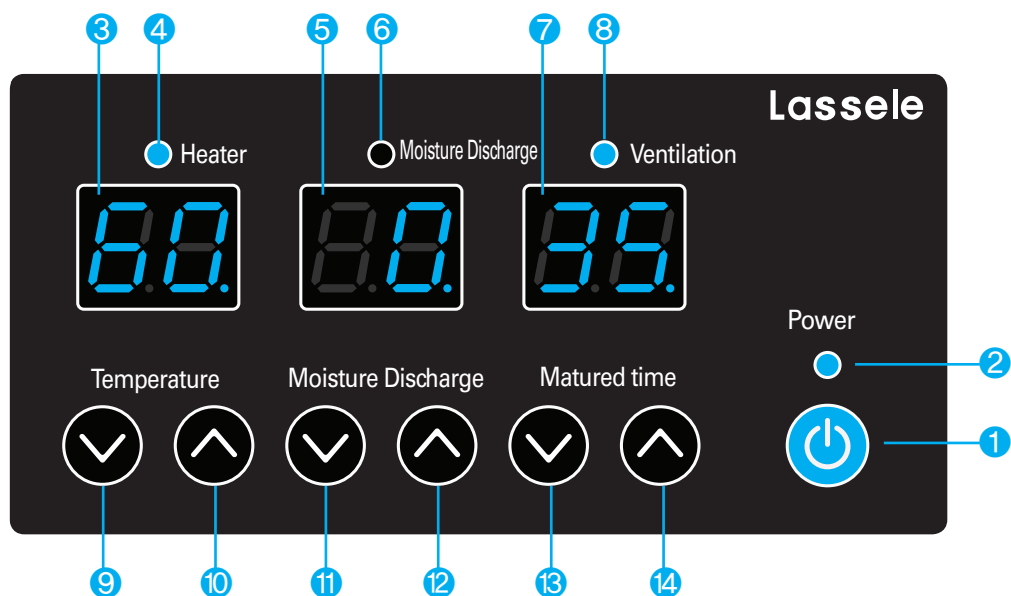 3 4 5 6 7 8
Lassele
Heater Moisture Discharge Ventilation
60. 0. 35.
Power
2
Temperature Moisture Discharge Matured time
1
9 10 11 12 13 14